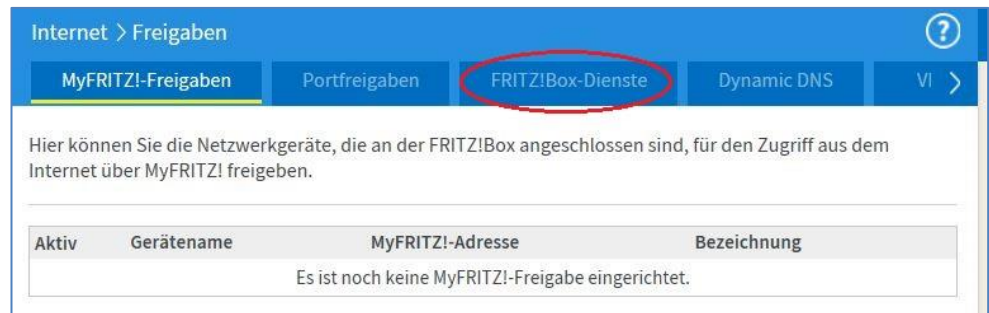 Internet > Freigaben
?
MyFRITZ!-Freigaben Portfreigaben FRITZ!Box-Dienste Dynamic DNS VI >
Hier können Sie die Netzwerkgeräte, die an der FRITZ!Box angeschlossen sind, für den Zugriff aus dem
Internet über MyFRITZ! freigeben.
Aktiv Gerätename MyFRITZ!-Adresse Bezeichnung
Es ist noch keine MyFRITZ!-Freigabe eingerichtet.